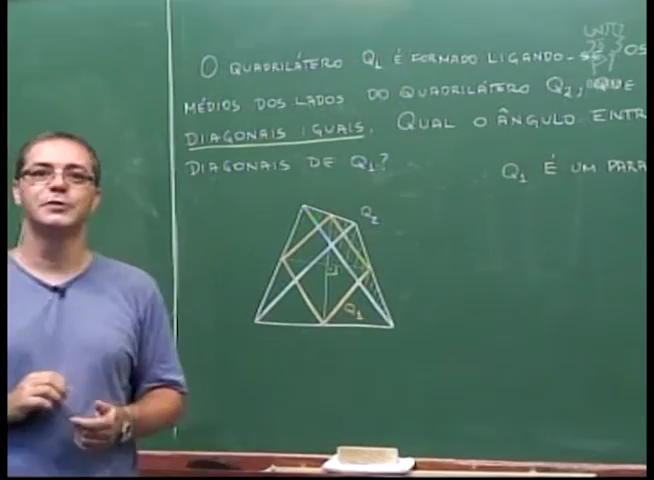 O QUADRILÁTERO Q1 É FORMADO LIGANDO-SE OS
MÉDIOS DOS LADOS DO QUADRILÁTERO Q2, QUE
DIAGONAIS IGUAIS. QUAL O ÂNGULO ENTR
DIAGONAIS DE Q1?
Q1 É UM PARA
Q2
Q1